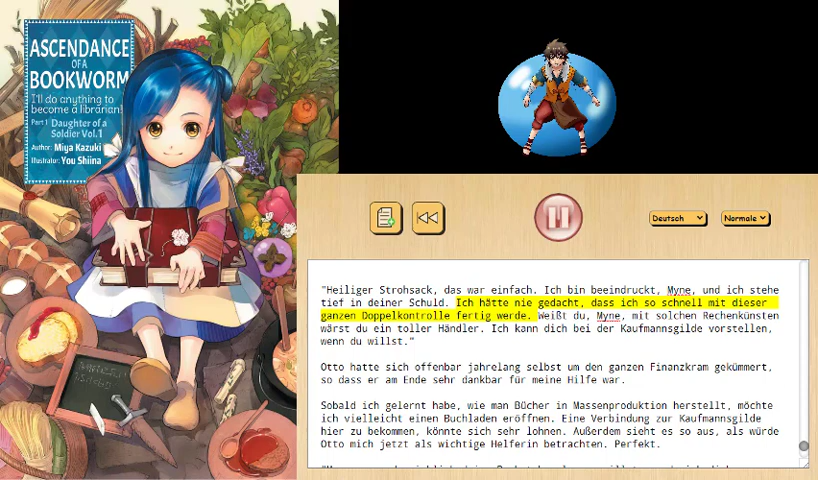 ASCENDANCE
OF A
BOOKWORM
I'll do anything to
become a librarian!
Part 1 Daughter of a
Soldier Vol.1
Author: Miya Kazuki
Illustrator: You Shiina
Deutsch
Normale
"Heiliger Strohsack, das war einfach. Ich bin beeindruckt, Myne, und ich stehe
tief in deiner Schuld. Ich hätte nie gedacht, dass ich so schnell mit dieser
ganzen Doppelkontrolle fertig werde. Weißt du, Myne, mit solchen Rechenkünsten
wärst du ein toller Händler. Ich kann dich bei der Kaufmannsgilde vorstellen,
wenn du willst."
Otto hatte sich offenbar jahrelang selbst um den ganzen Finanzkram gekümmert,
so dass er am Ende sehr dankbar für meine Hilfe war.
Sobald ich gelernt habe, wie man Bücher in Massenproduktion herstellt, möchte
ich vielleicht einen Buchladen eröffnen. Eine Verbindung zur Kaufmannsgilde
hier zu bekommen, könnte sich sehr lohnen. Außerdem sieht es so aus, als würde
Otto mich jetzt als wichtige Helferin betrachten. Perfekt.